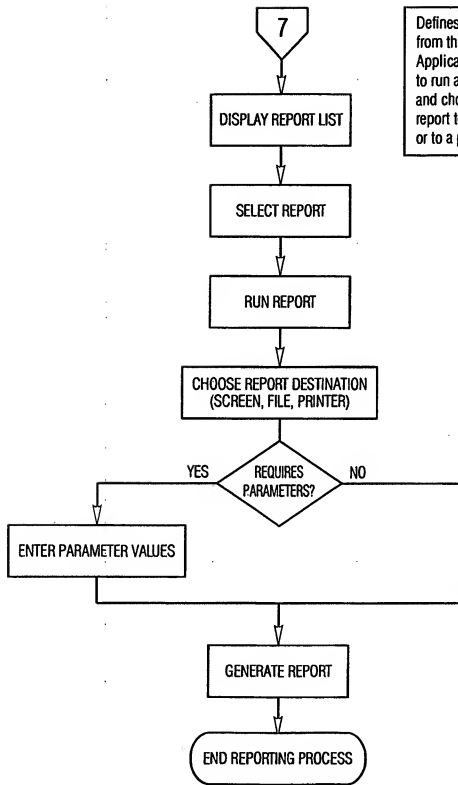 7
Defines
from th
Applica
to run a
and cho
report t
or to a
DISPLAY REPORT LIST
SELECT REPORT
RUN REPORT
CHOOSE REPORT DESTINATION
(SCREEN, FILE, PRINTER)
REQUIRES
PARAMETERS?
YES
NO
ENTER PARAMETER VALUES
GENERATE REPORT
END REPORTING PROCESS